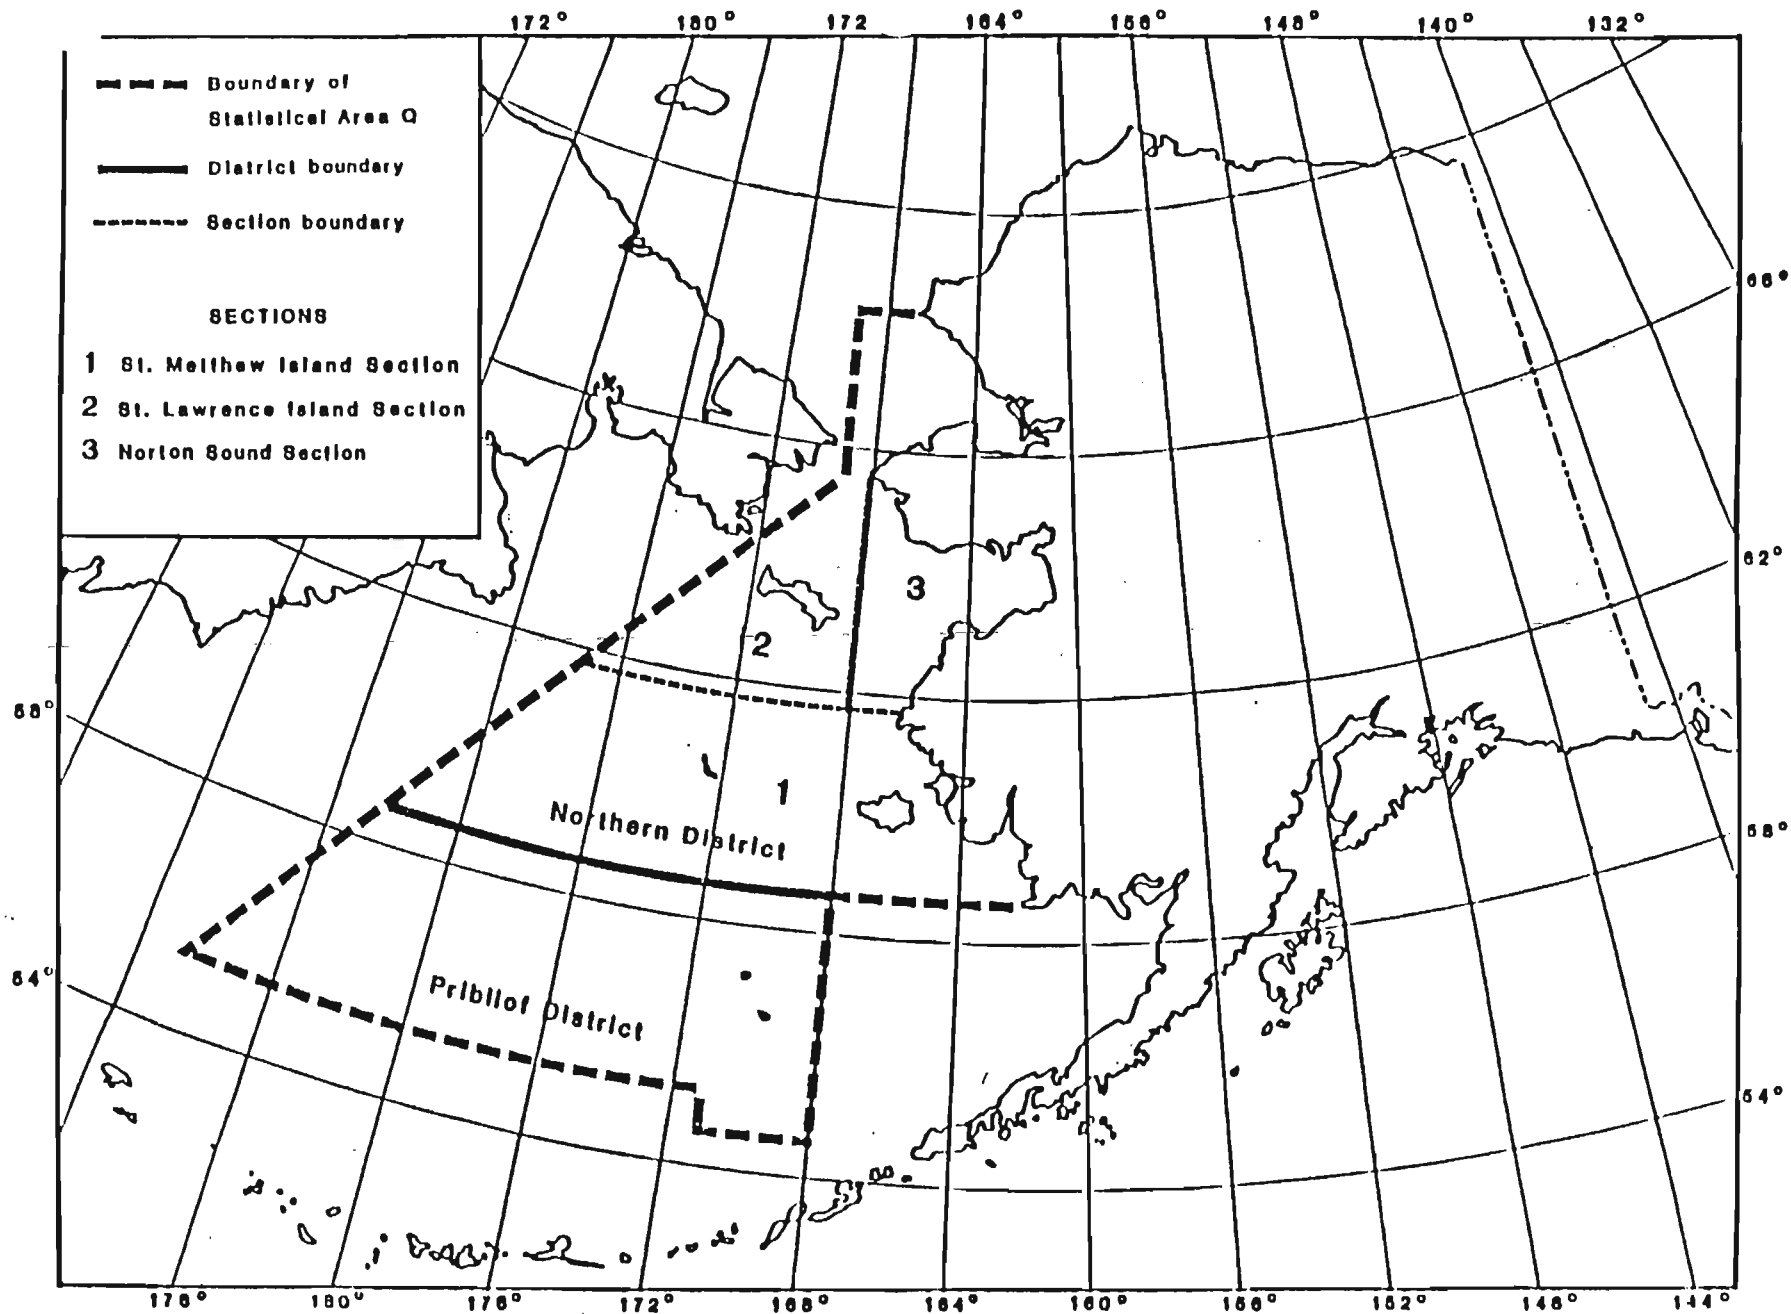 172° 180° 172 164° 156° 148° 140° 132°
Boundary of
Statistical Area Q
District boundary
Section boundary
SECTIONS
1 St. Matthew Island Section
2 St. Lawrence Island Section
3 Norton Sound Section
66°
62°
58°
54°
58°
54°
3
2
1
Northern District
Pribilof District
176° 180° 176° 172° 168° 164° 160° 156° 152° 148° 144°